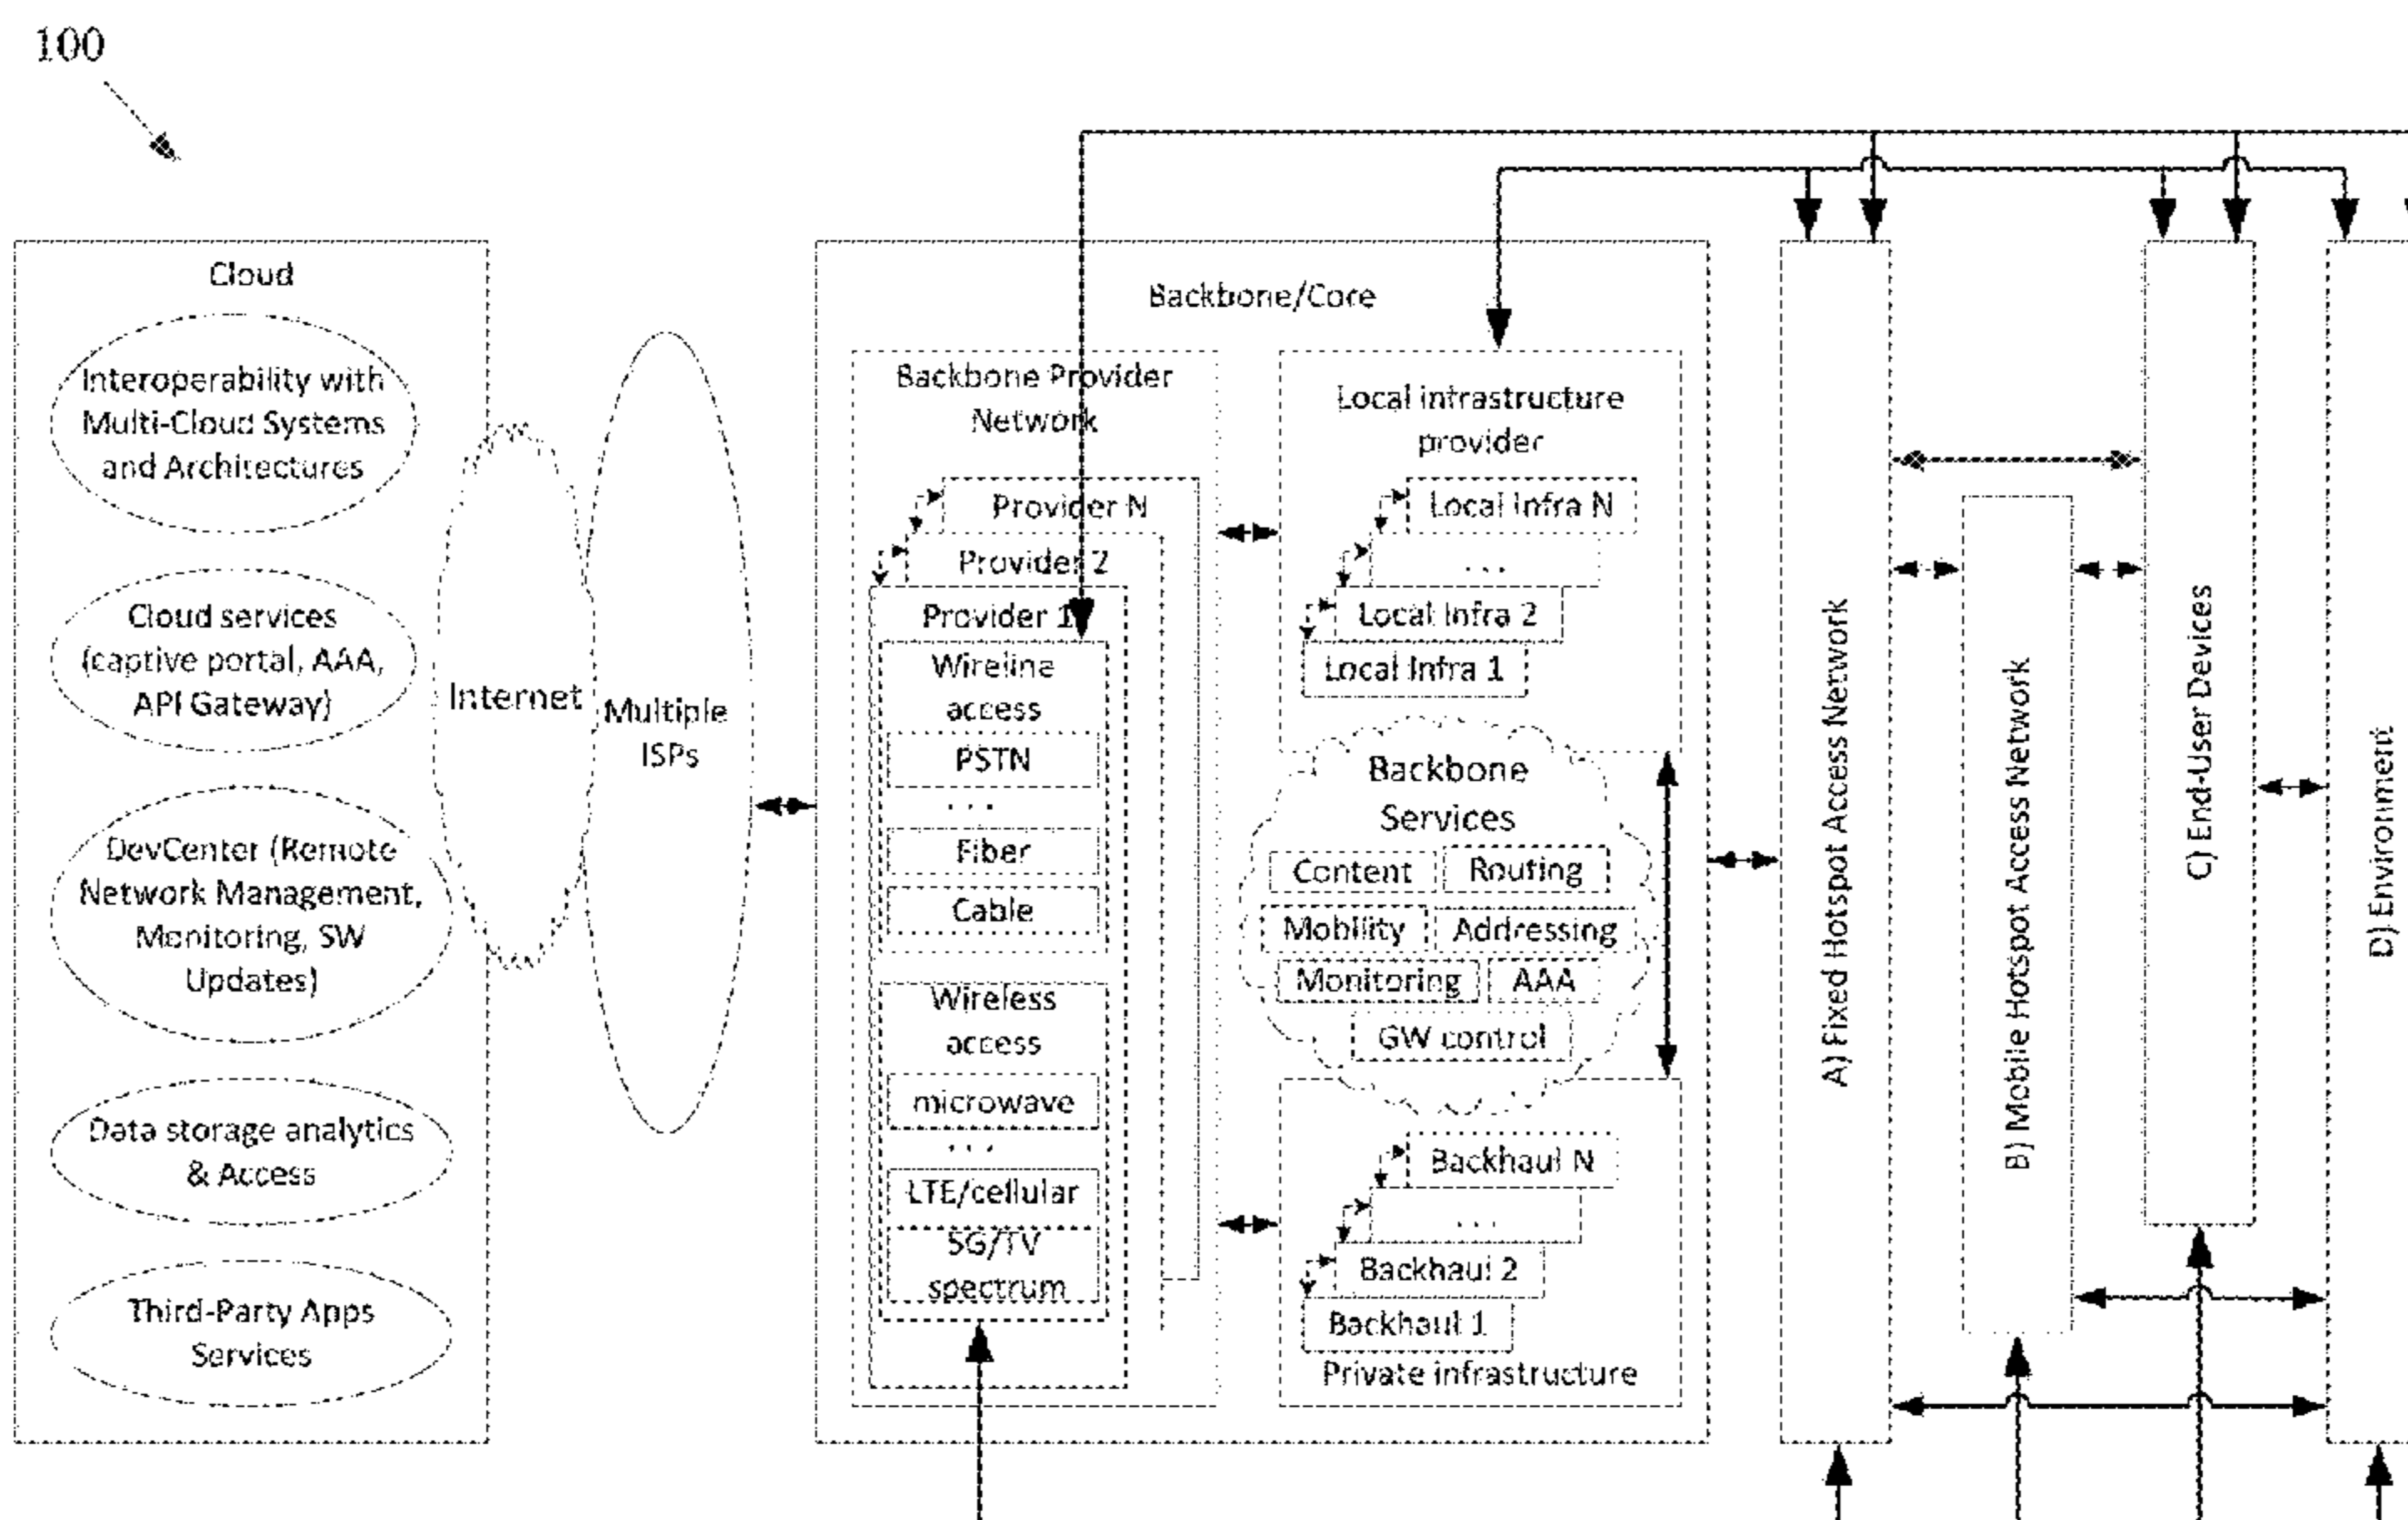 100
Cloud
Interoperability with
Multi-Cloud Systems
and Architectures
Cloud services
(captive portal, AAA,
API Gateway)
DevCenter (Remote
Network Management,
Monitoring, SW
Updates)
Data storage analytics
& Access
Third-Party Apps
Services
Internet
Multiple
ISPs
Backbone/Core
Backbone Provider
Network
Provider N
Provider 2
Provider 1
Wireline
access
PSTN
...
Fiber
Cable
Wireless
access
microwave
...
LTE/cellular
5G/TV
spectrum
Local infrastructure
provider
Local Infra N
...
Local Infra 2
Local Infra 1
Backbone
Services
Content Routing
Mobility Addressing
Monitoring AAA
GW control
Backhaul N
...
Backhaul 2
Backhaul 1
Private infrastructure
A) Fixed Hotspot Access Network
B) Mobile Hotspot Access Network
C) End-User Devices
D) Environment